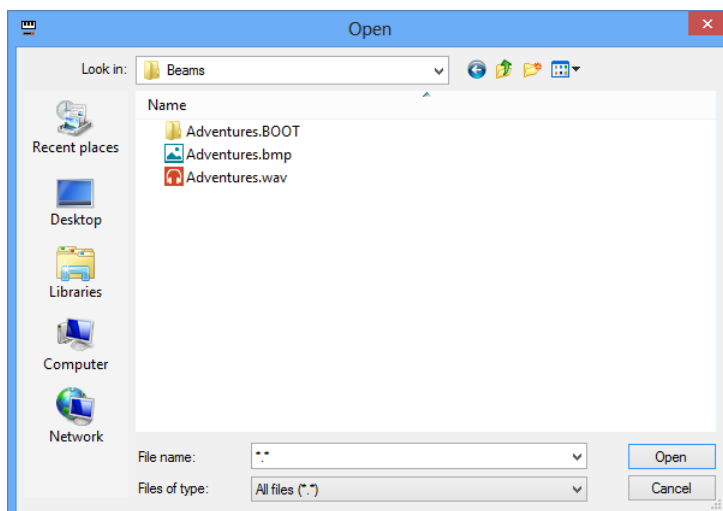 Open
Look in: Beams
Name
Recent places
Desktop
Libraries
Computer
Network
Adventures.BOOT
Adventures.bmp
Adventures.wav
File name: *.*
Open
Files of type: All files (*.*)
Cancel